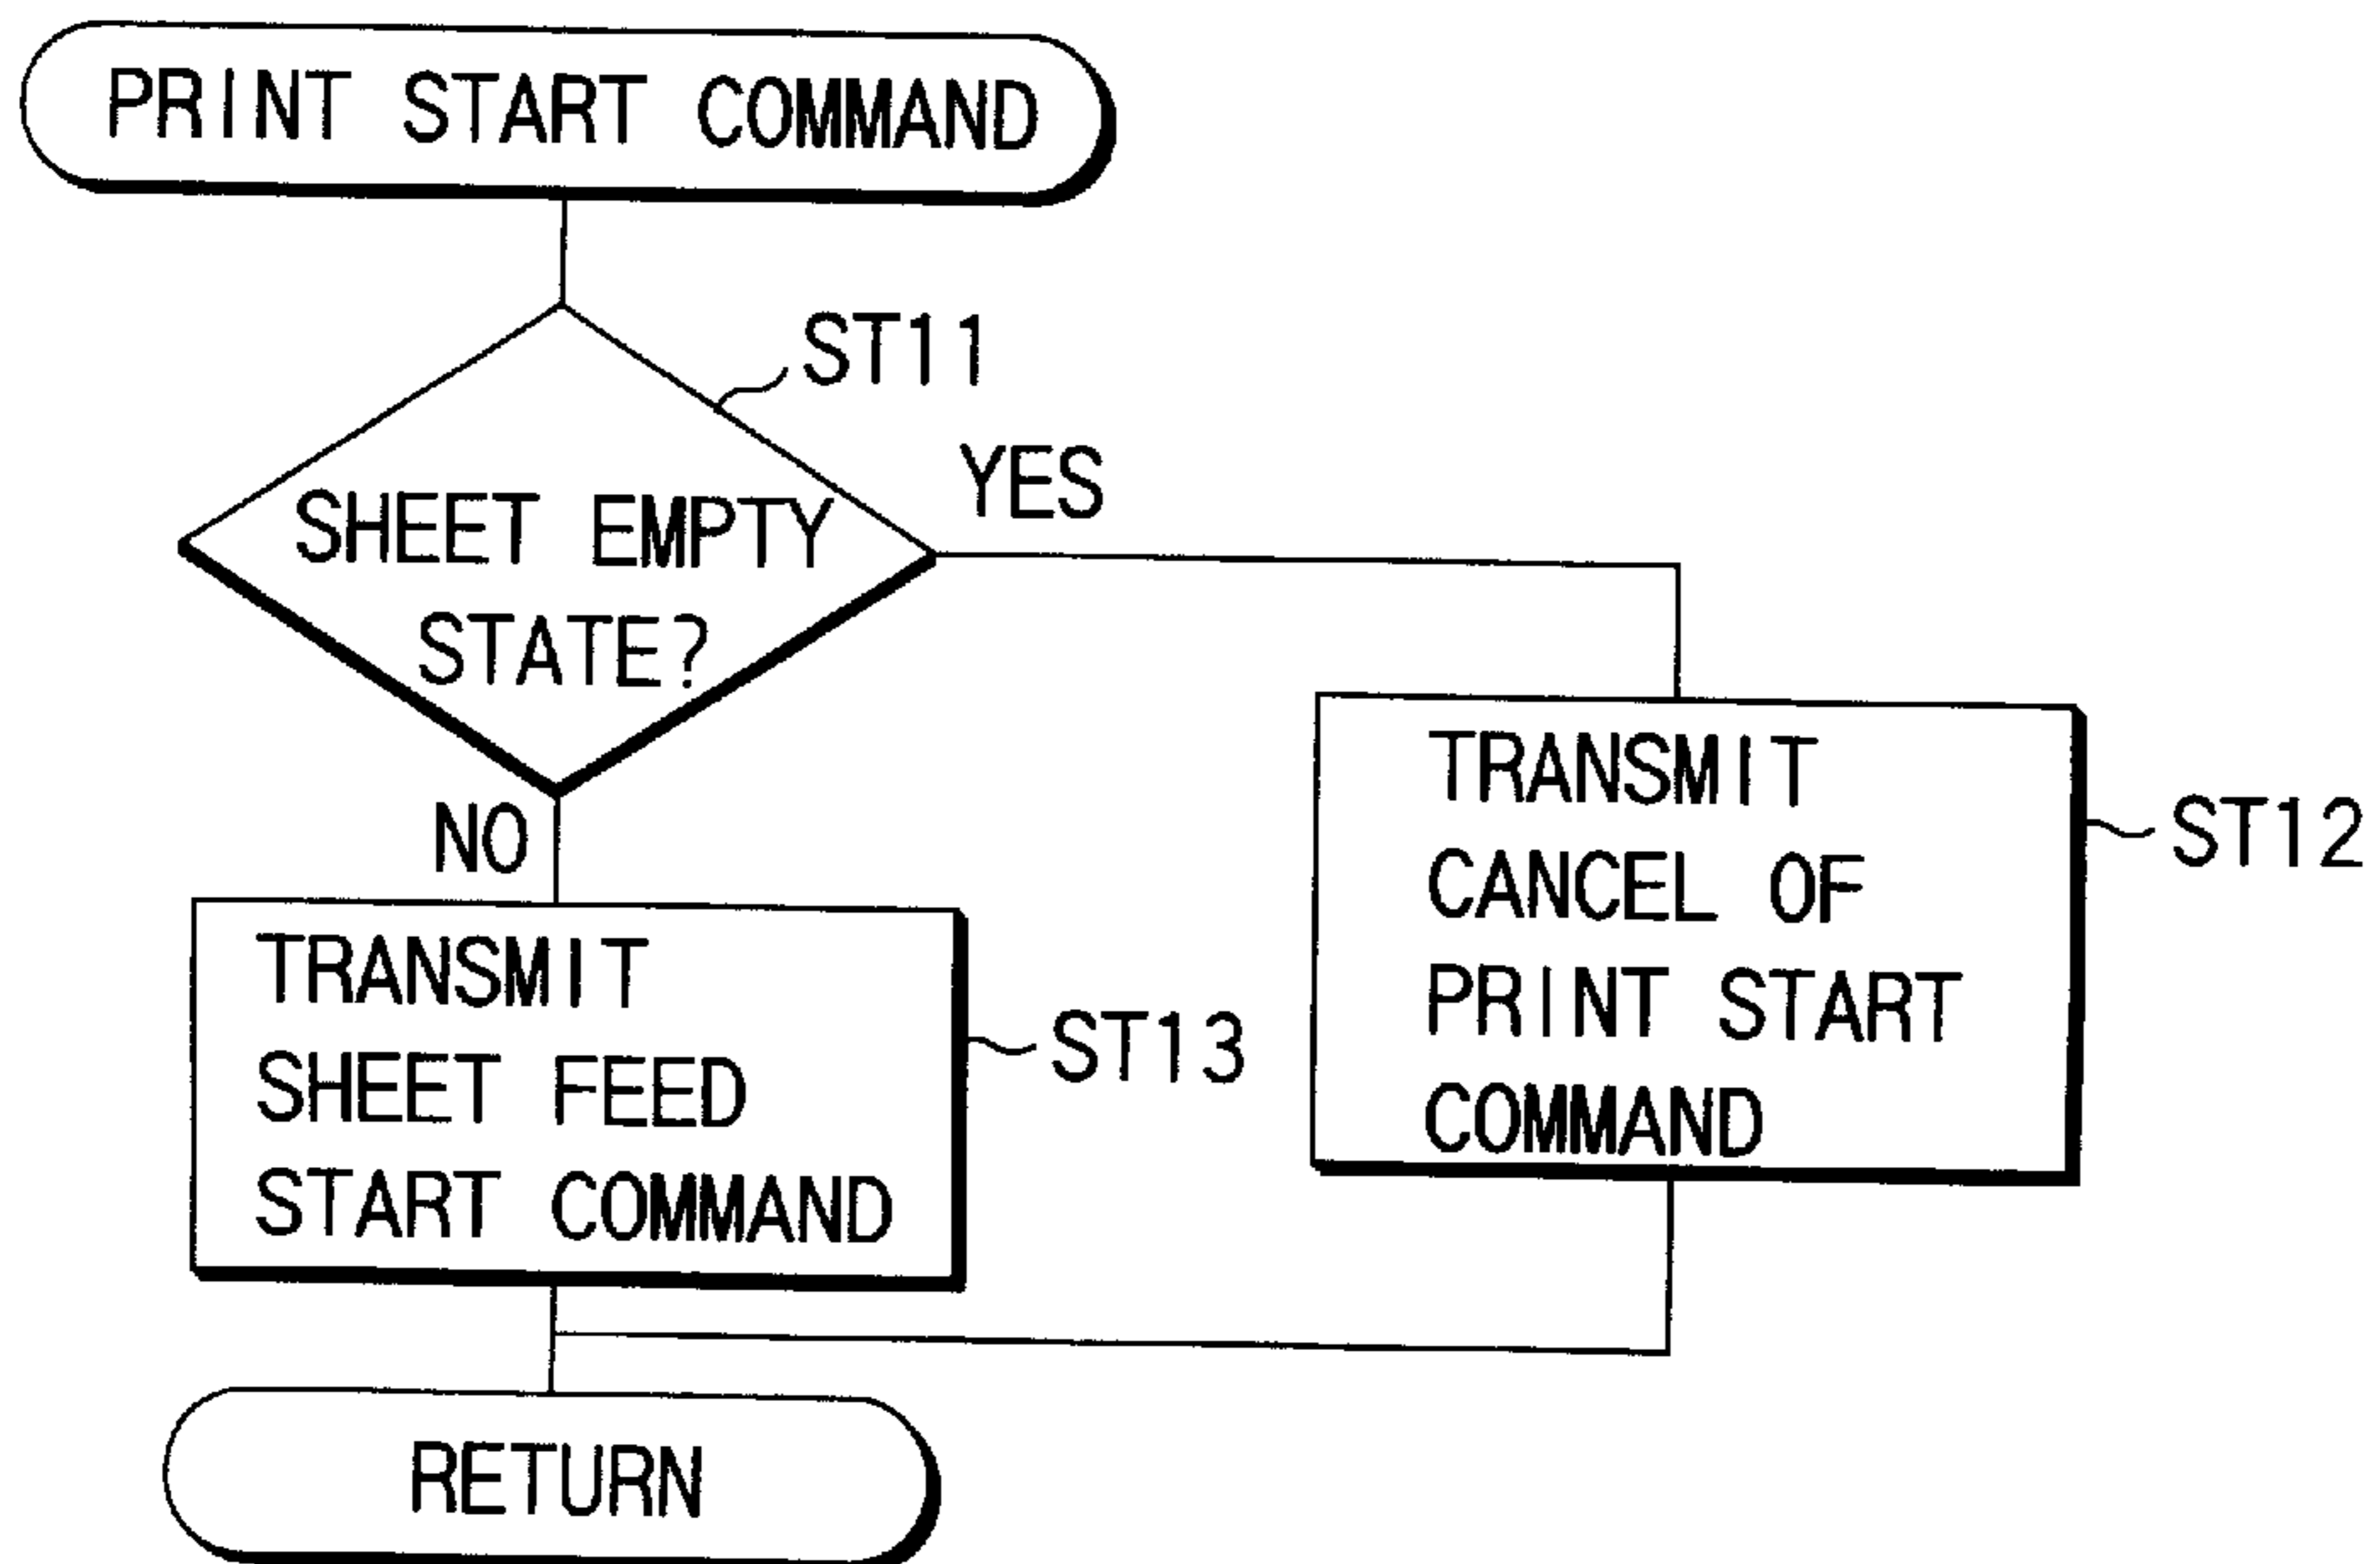 PRINT START COMMAND
ST11
YES
SHEET EMPTY
STATE?
NO
TRANSMIT
CANCEL OF
PRINT START
COMMAND
ST12
TRANSMIT
SHEET FEED
START COMMAND
ST13
RETURN